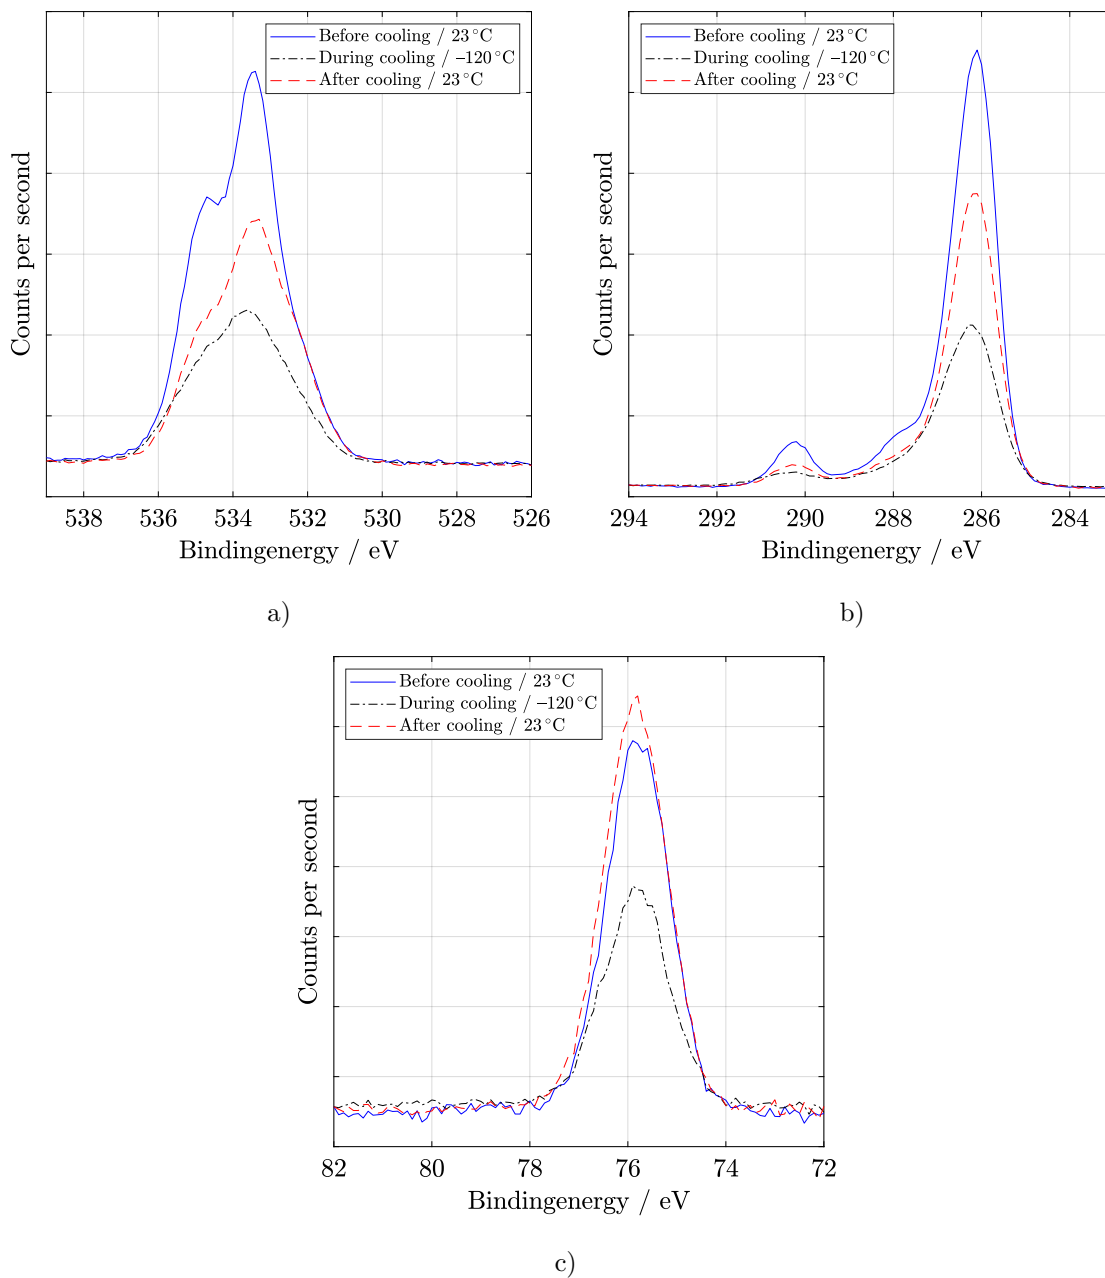 Before cooling / 23 °C
During cooling / –120 °C
After cooling / 23 °C
Counts per second
538 536 534 532 530 528 526
Bindingenergy / eV
a)
Before cooling / 23 °C
During cooling / –120 °C
After cooling / 23 °C
Counts per second
294 292 290 288 286 284
Bindingenergy / eV
b)
Before cooling / 23 °C
During cooling / –120 °C
After cooling / 23 °C
Counts per second
82 80 78 76 74 72
Bindingenergy / eV
c)